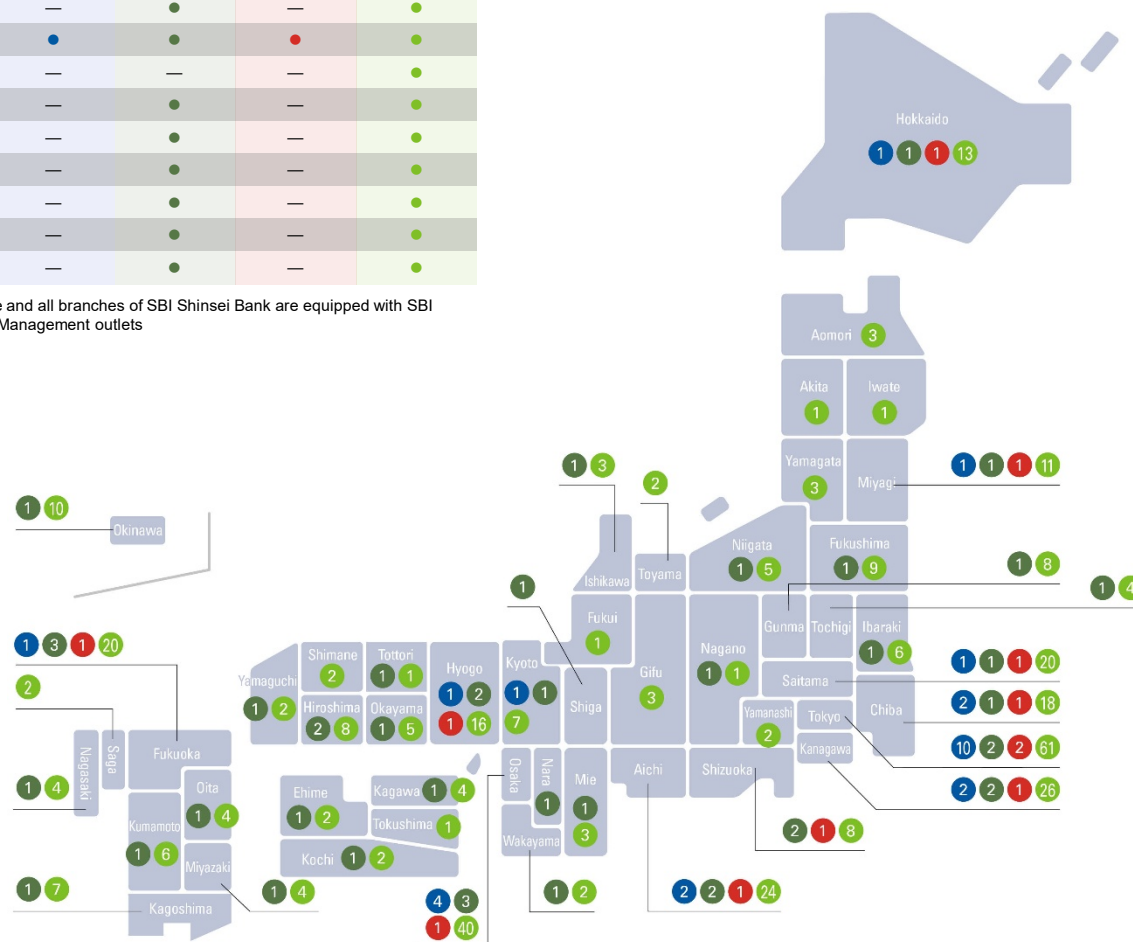 — ● — ●
● ● ● ●
— — — ●
— ● — ●
— ● — ●
— ● — ●
— ● — ●
— ● — ●
— ● — ●
and all branches of SBI Shinsei Bank are equipped with SBI
Management outlets
Hokkaido
1 1 1 13
Aomori 3
Akita
1
Iwate
1
Yamagata
3
Miyagi
1 1 1 11
1 3
2
1 10
Okinawa
Ishikawa
Toyama
Niigata
1 5
Fukushima
1 9
1 8
1
1
Fukui
1
Gunma
Tochigi
Ibaraki
1 6
1 3 1 20
2
Yamaguchi
1 2
Shimane
2
Tottori
1 1
Hyogo
1 2
1 16
Kyoto
1 1
7
Shiga
Gifu
3
Nagano
1 1
Saitama
1 1 1 20
Hiroshima
2 8
Okayama
1 5
Yamanashi
2
Tokyo
Chiba
2 1 1 18
Kanagawa
10 2 2 61
2 2 1 26
Nagasaki
Saga
Fukuoka
1 4
Oita
1 4
Kumamoto
1 6
Miyazaki
1 4
1 7
Kagoshima
Ehime
1 2
Kagawa 1 4
Tokushima 1
Kochi 1 2
Osaka
4 3
1 40
Nara
1
Mie
1
3
Wakayama
1 2
Aichi
2 2 1 24
Shizuoka
2 1 8